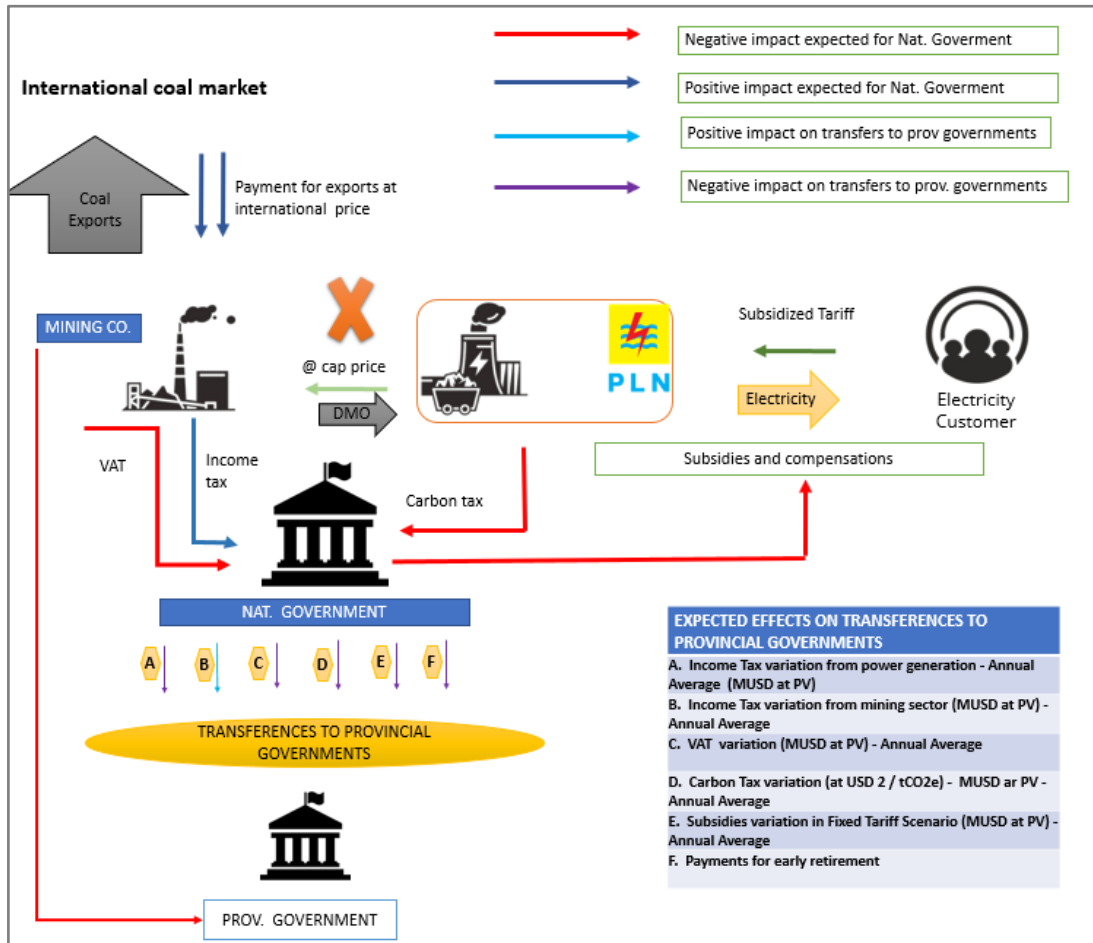 Negative impact expected for Nat. Goverment
International coal market
Positive impact expected for Nat. Goverment
Positive impact on transfers to prov governments
Payment for exports at
international price
Negative impact on transfers to prov. governments
Coal
Exports
MINING CO.
@ cap price
DMO
PLN
Subsidized Tariff
Electricity
Electricity
Customer
VAT
Income
tax
Carbon tax
Subsidies and compensations
NAT. GOVERNMENT
A
B
C
D
E
F
TRANSFERENCES TO PROVINCIAL
GOVERNMENTS
PROV. GOVERNMENT
EXPECTED EFFECTS ON TRANSFERENCES TO
PROVINCIAL GOVERNMENTS
A. Income Tax variation from power generation - Annual
Average (MUSD at PV)
B. Income Tax variation from mining sector (MUSD at PV) -
Annual Average
C. VAT variation (MUSD at PV) - Annual Average
D. Carbon Tax variation (at USD 2 / tCO2e) - MUSD ar PV -
Annual Average
E. Subsidies variation in Fixed Tariff Scenario (MUSD at PV) -
Annual Average
F. Payments for early retirement